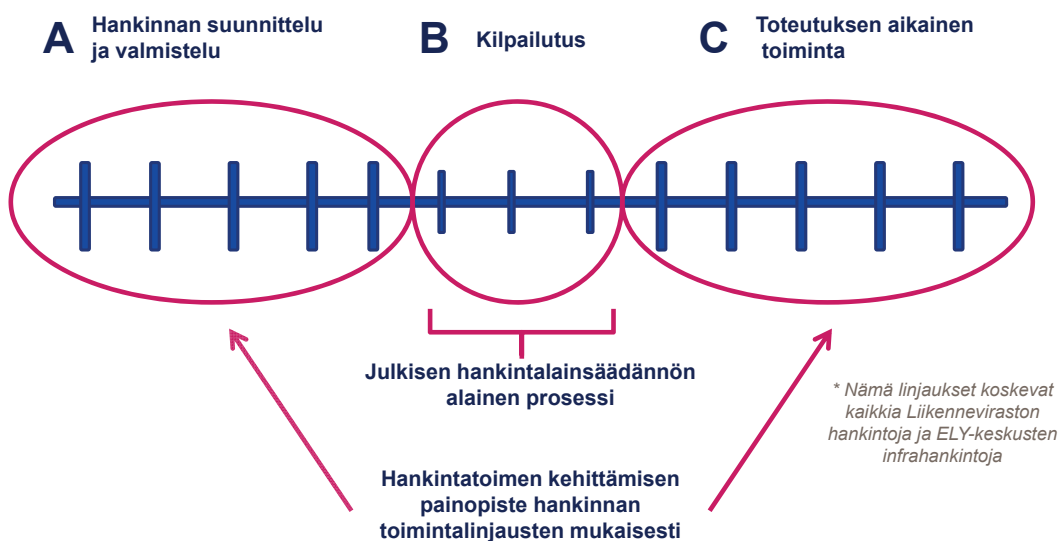 A Hankinnan suunnittelu
ja valmistelu
B Kilpailutus
C Toteutuksen aikainen
toiminta
Julkisen hankintalainsäädännön
alainen prosessi
* Nämä linjaukset koskevat
kaikkia Liikenneviraston
hankintoja ja ELY-keskusten
infrahankintoja
Hankintatoimen kehittämisen
painopiste hankinnan
toimintalinjausten mukaisesti